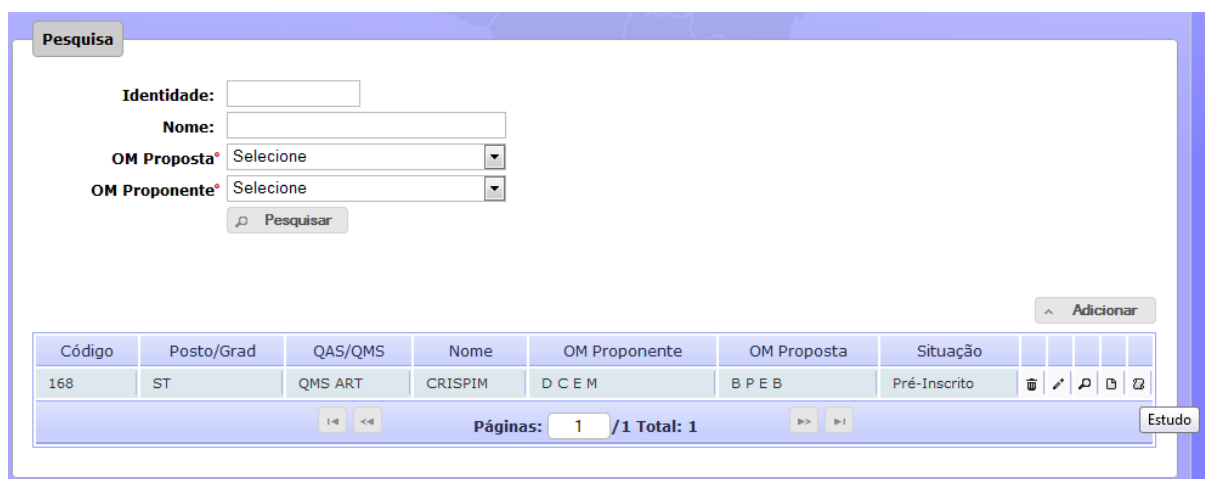 Pesquisa
Identidade:
Nome:
OM Proposta* Selecione
OM Proponente* Selecione
Pesquisar
Adicionar
Código Posto/Grad QAS/QMS Nome OM Proponente OM Proposta Situação
168 ST QMS ART CRISPIM D C E M B P E B Pré-Inscrito
Páginas: 1 /1 Total: 1
Estudo